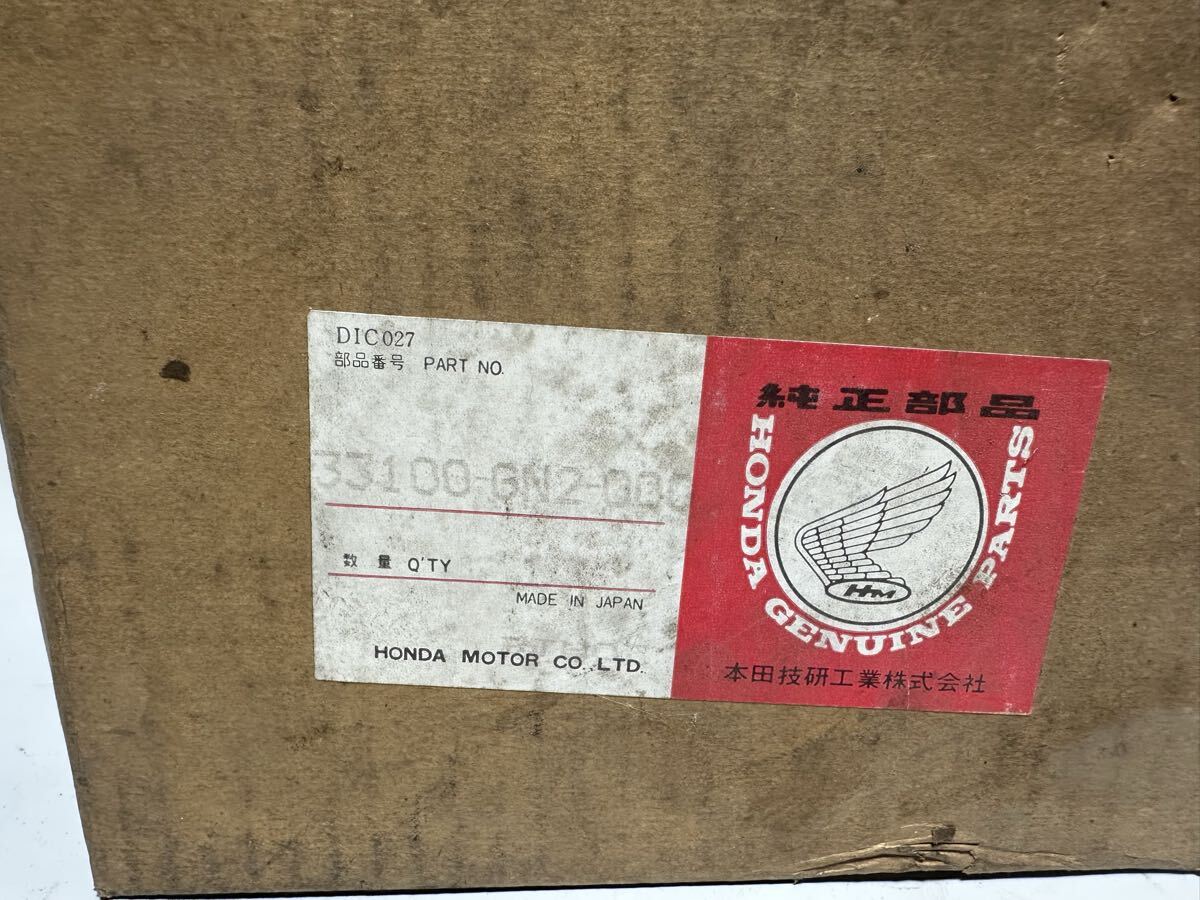 DIC027
部品番号 PART NO.
33100-GN2-000
数量 Q'TY
MADE IN JAPAN
HONDA MOTOR CO.,LTD.
純正部品
HONDA GENUINE PARTS
HM
本田技研工業株式会社